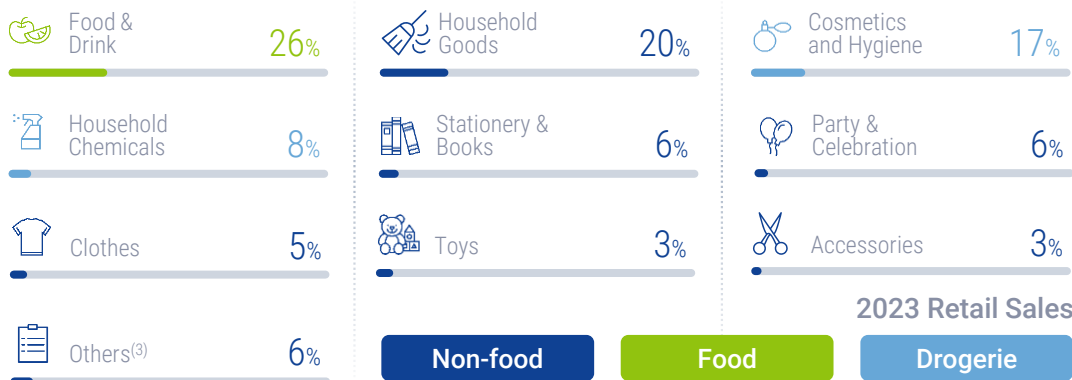 Food &
Drink
26%
Household
Goods
20%
Cosmetics
and Hygiene
17%
Household
Chemicals
8%
Stationery &
Books
6%
Party &
Celebration
6%
Clothes
5%
Toys
3%
Accessories
3%
2023 Retail Sales
Others(3)
6%
Non-food
Food
Drogerie